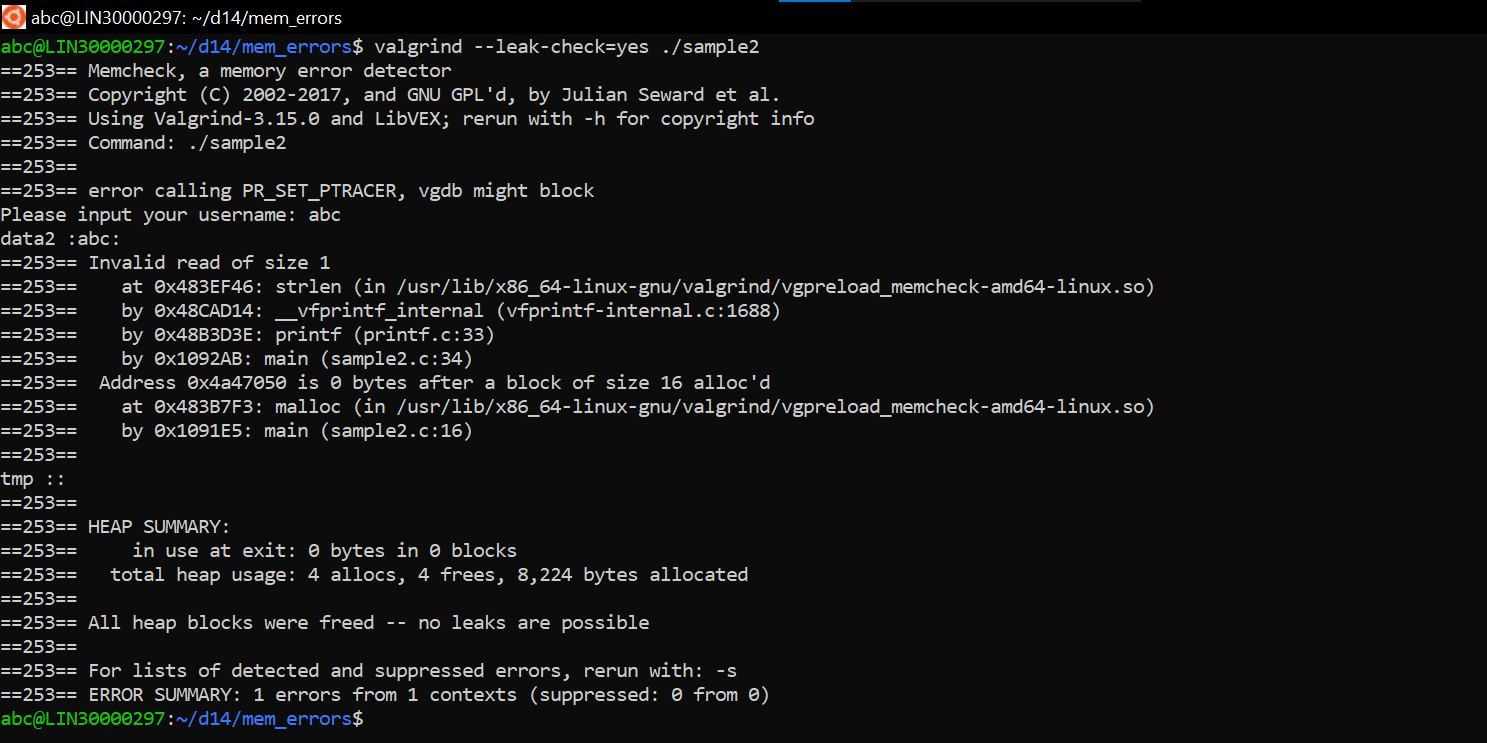 abc@LIN30000297: ~/d14/mem_errors
abc@LIN30000297:~/d14/mem_errors$ valgrind --leak-check=yes ./sample2
==253== Memcheck, a memory error detector
==253== Copyright (C) 2002-2017, and GNU GPL'd, by Julian Seward et al.
==253== Using Valgrind-3.15.0 and LibVEX; rerun with -h for copyright info
==253== Command: ./sample2
==253==
==253== error calling PR_SET_PTRACER, vgdb might block
Please input your username: abc
data2 :abc:
==253== Invalid read of size 1
==253==    at 0x483EF46: strlen (in /usr/lib/x86_64-linux-gnu/valgrind/vgpreload_memcheck-amd64-linux.so)
==253==    by 0x48CAD14: __vfprintf_internal (vfprintf-internal.c:1688)
==253==    by 0x48B3D3E: printf (printf.c:33)
==253==    by 0x1092AB: main (sample2.c:34)
==253==  Address 0x4a47050 is 0 bytes after a block of size 16 alloc'd
==253==    at 0x483B7F3: malloc (in /usr/lib/x86_64-linux-gnu/valgrind/vgpreload_memcheck-amd64-linux.so)
==253==    by 0x1091E5: main (sample2.c:16)
==253==
tmp ::
==253==
==253== HEAP SUMMARY:
==253==     in use at exit: 0 bytes in 0 blocks
==253==   total heap usage: 4 allocs, 4 frees, 8,224 bytes allocated
==253==
==253== All heap blocks were freed -- no leaks are possible
==253==
==253== For lists of detected and suppressed errors, rerun with: -s
==253== ERROR SUMMARY: 1 errors from 1 contexts (suppressed: 0 from 0)
abc@LIN30000297:~/d14/mem_errors$